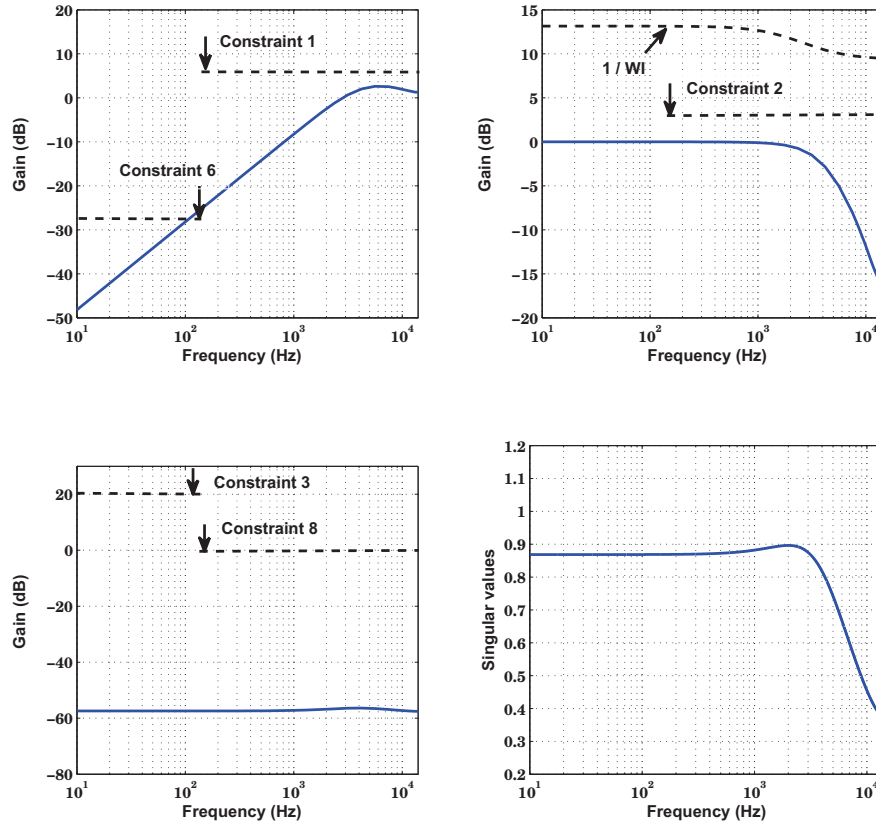 20
10
0
−10
−20
−30
−40
−50
Gain (dB)
Constraint 1
Constraint 6
10¹ 10² 10³ 10⁴
Frequency (Hz)
15
10
5
0
−5
−10
−15
−20
Gain (dB)
1 / WI
Constraint 2
10¹ 10² 10³ 10⁴
Frequency (Hz)
20
0
−20
−40
−60
−80
Gain (dB)
Constraint 3
Constraint 8
10¹ 10² 10³ 10⁴
Frequency (Hz)
1.2
1.1
1
0.9
0.8
0.7
0.6
0.5
0.4
0.3
0.2
Singular values
10¹ 10² 10³ 10⁴
Frequency (Hz)